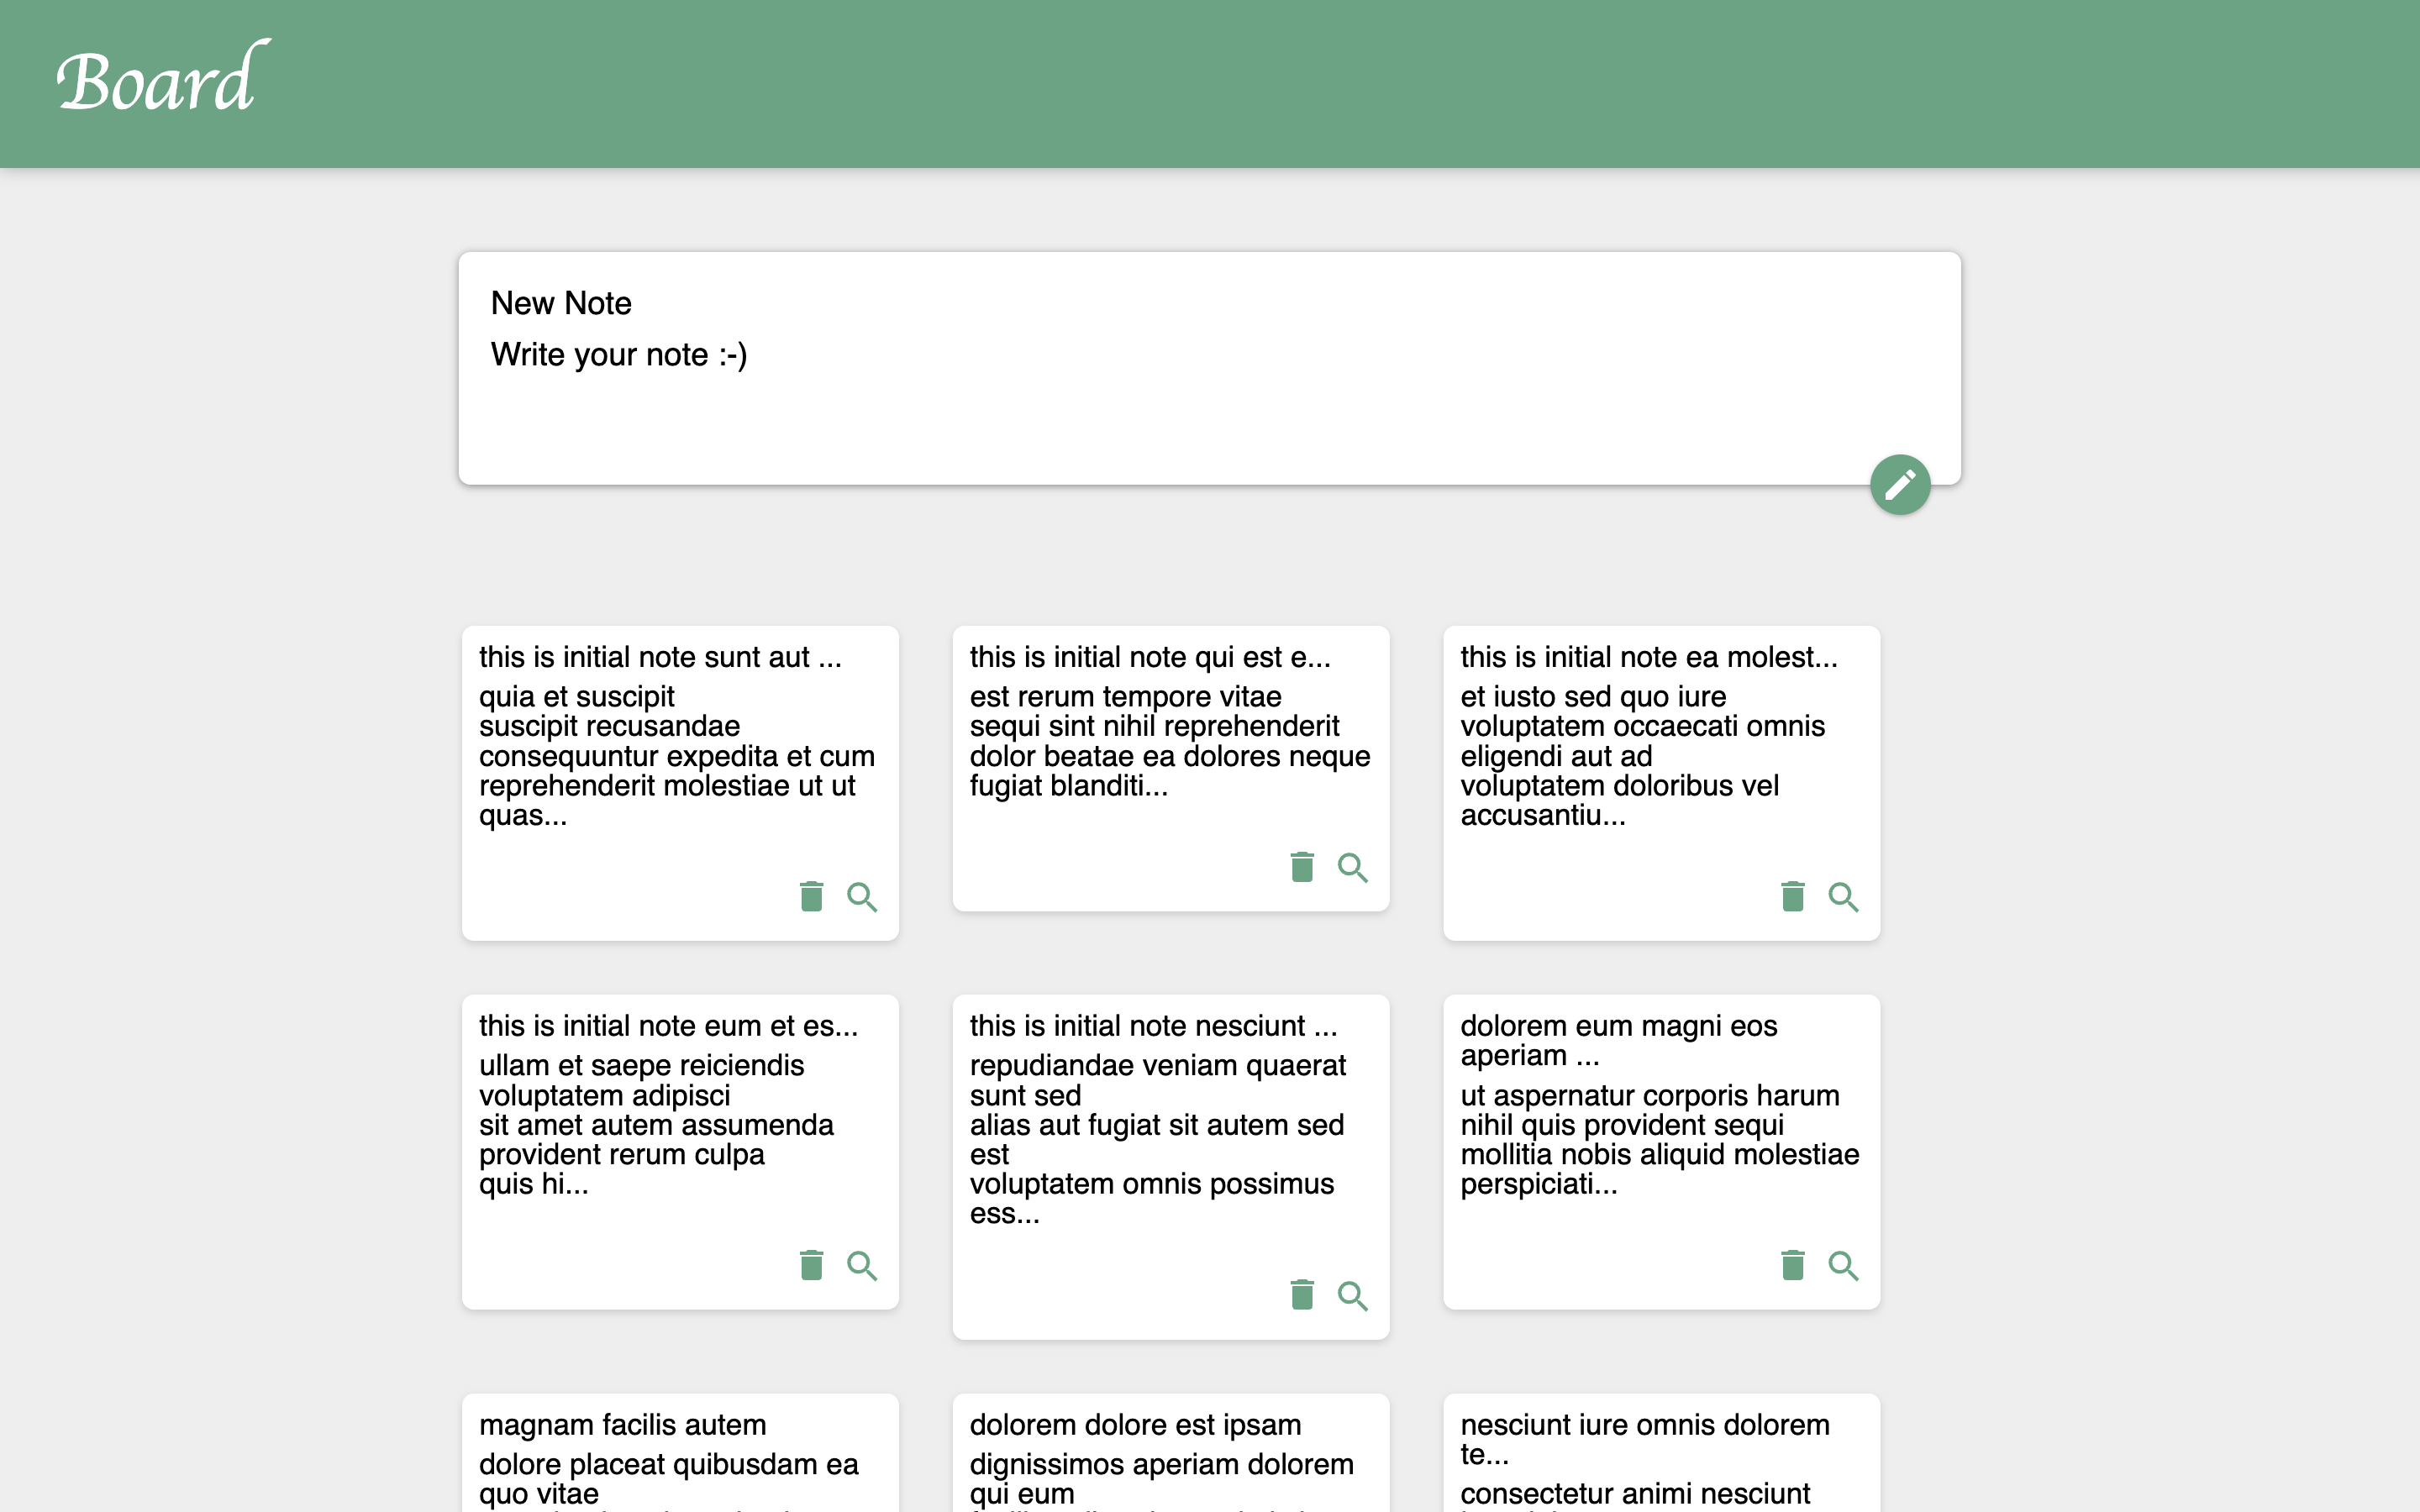 Board
New Note
Write your note :-)
this is initial note sunt aut ...
quia et suscipit
suscipit recusandae
consequuntur expedita et cum
reprehenderit molestiae ut ut
quas...
this is initial note qui est e...
est rerum tempore vitae
sequi sint nihil reprehenderit
dolor beatae ea dolores neque
fugiat blanditi...
this is initial note ea molest...
et iusto sed quo iure
voluptatem occaecati omnis
eligendi aut ad
voluptatem doloribus vel
accusantiu...
this is initial note eum et es...
ullam et saepe reiciendis
voluptatem adipisci
sit amet autem assumenda
provident rerum culpa
quis hi...
this is initial note nesciunt ...
repudiandae veniam quaerat
sunt sed
alias aut fugiat sit autem sed
est
voluptatem omnis possimus
ess...
dolorem eum magni eos
aperiam ...
ut aspernatur corporis harum
nihil quis provident sequi
mollitia nobis aliquid molestiae
perspiciati...
magnam facilis autem
dolore placeat quibusdam ea
quo vitae
dolorem dolore est ipsam
dignissimos aperiam dolorem
qui eum
nesciunt iure omnis dolorem
te...
consectetur animi nesciunt